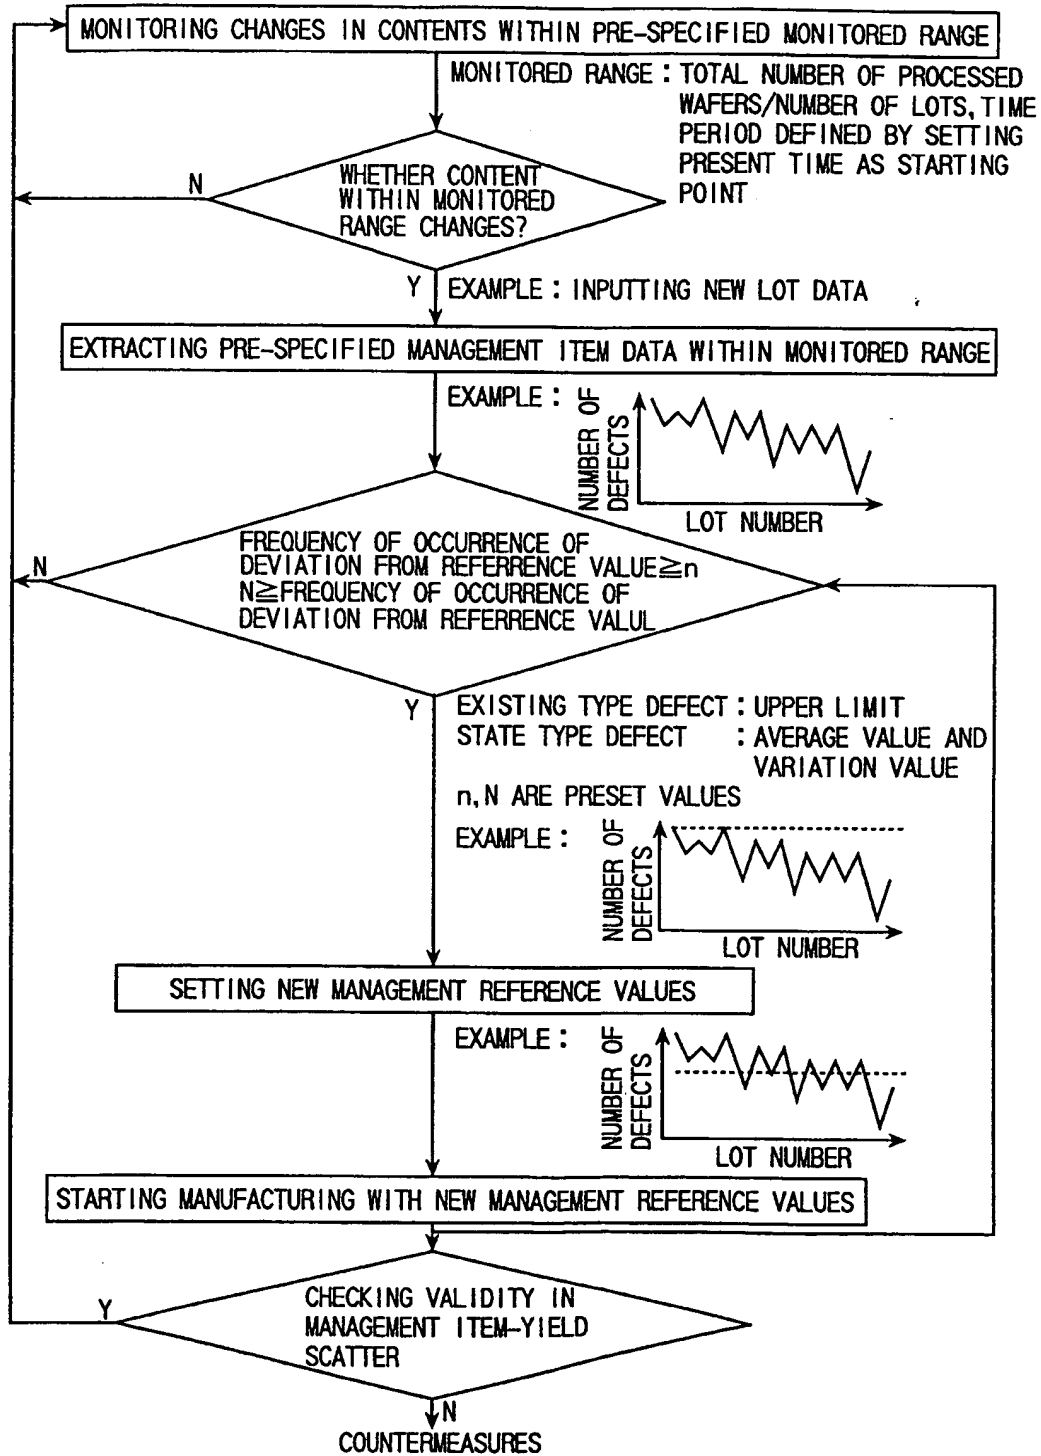 MONITORING CHANGES IN CONTENTS WITHIN PRE-SPECIFIED MONITORED RANGE
MONITORED RANGE : TOTAL NUMBER OF PROCESSED
WAFERS/NUMBER OF LOTS, TIME
PERIOD DEFINED BY SETTING
PRESENT TIME AS STARTING
POINT
N
WHETHER CONTENT
WITHIN MONITORED
RANGE CHANGES?
Y
EXAMPLE : INPUTTING NEW LOT DATA
EXTRACTING PRE-SPECIFIED MANAGEMENT ITEM DATA WITHIN MONITORED RANGE
EXAMPLE :
NUMBER OF
DEFECTS
LOT NUMBER
N
FREQUENCY OF OCCURRENCE OF
DEVIATION FROM REFERRENCE VALUE≧n
N≧FREQUENCY OF OCCURRENCE OF
DEVIATION FROM REFERRENCE VALUL
Y
EXISTING TYPE DEFECT : UPPER LIMIT
STATE TYPE DEFECT : AVERAGE VALUE AND
VARIATION VALUE
n, N ARE PRESET VALUES
EXAMPLE :
NUMBER OF
DEFECTS
LOT NUMBER
SETTING NEW MANAGEMENT REFERENCE VALUES
EXAMPLE :
NUMBER OF
DEFECTS
LOT NUMBER
STARTING MANUFACTURING WITH NEW MANAGEMENT REFERENCE VALUES
Y
CHECKING VALIDITY IN
MANAGEMENT ITEM-YIELD
SCATTER
N
COUNTERMEASURES